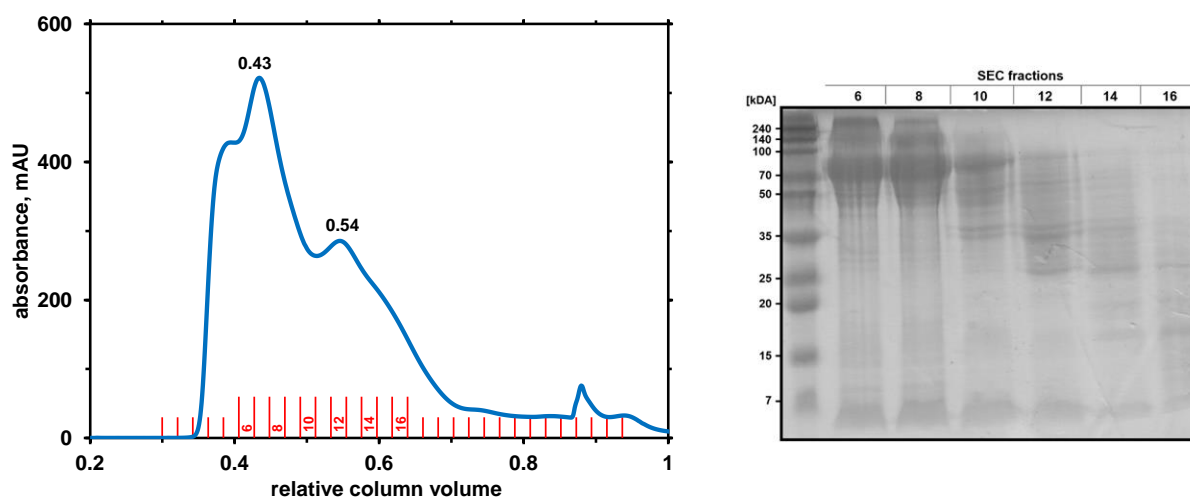 600
400
200
0
absorbance, mAU
0.43
0.54
6 8 10 12 14 16
0.2 0.4 0.6 0.8 1
relative column volume
SEC fractions
[kDA] 6 8 10 12 14 16
240
140
100
70
50
35
25
20
15
7